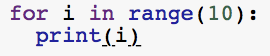 for i in range(10):
  print(i)